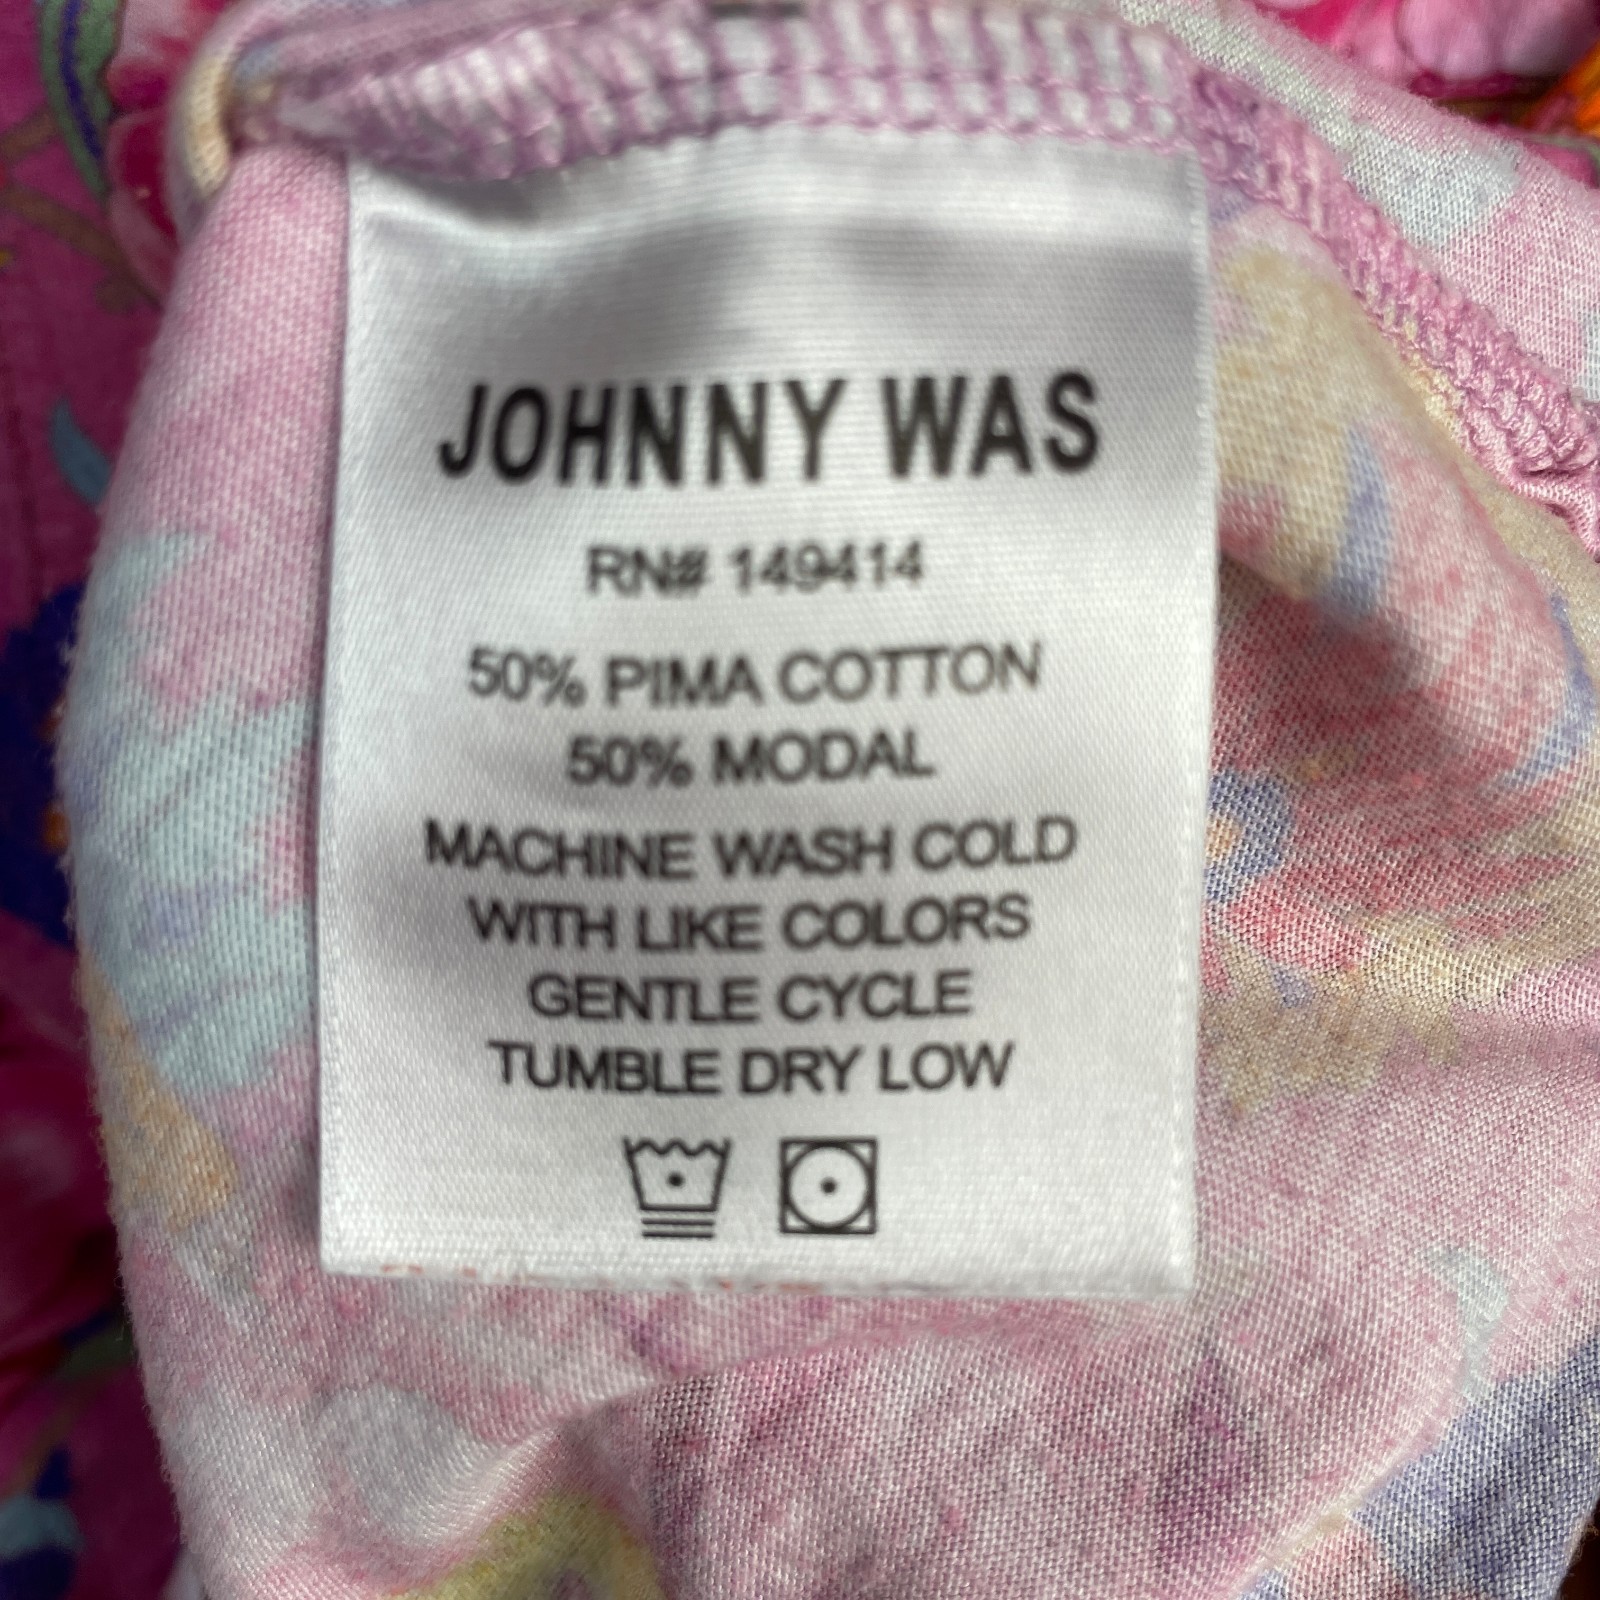 JOHNNY WAS
RN# 149414
50% PIMA COTTON
50% MODAL
MACHINE WASH COLD
WITH LIKE COLORS
GENTLE CYCLE
TUMBLE DRY LOW